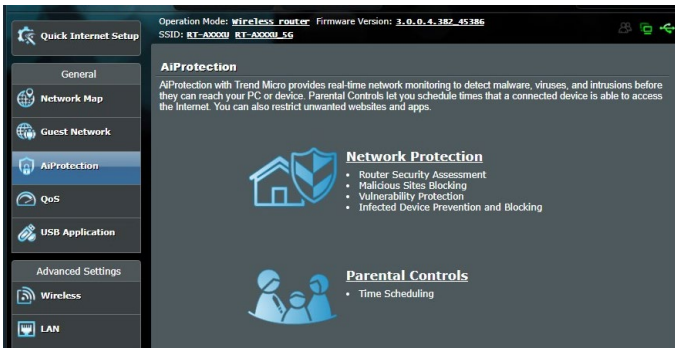 Quick Internet Setup
General
Network Map
Guest Network
AiProtection
QoS
USB Application
Advanced Settings
Wireless
LAN
Operation Mode: Wireless router Firmware Version: 3.0.0.4.382_45386
SSID: RT-AXXXU RT-AXXXU_5G
AiProtection
AiProtection with Trend Micro provides real-time network monitoring to detect malware, viruses, and intrusions before
they can reach your PC or device. Parental Controls let you schedule times that a connected device is able to access
the Internet. You can also restrict unwanted websites and apps.
Network Protection
• Router Security Assessment
• Malicious Sites Blocking
• Vulnerability Protection
• Infected Device Prevention and Blocking
Parental Controls
• Time Scheduling